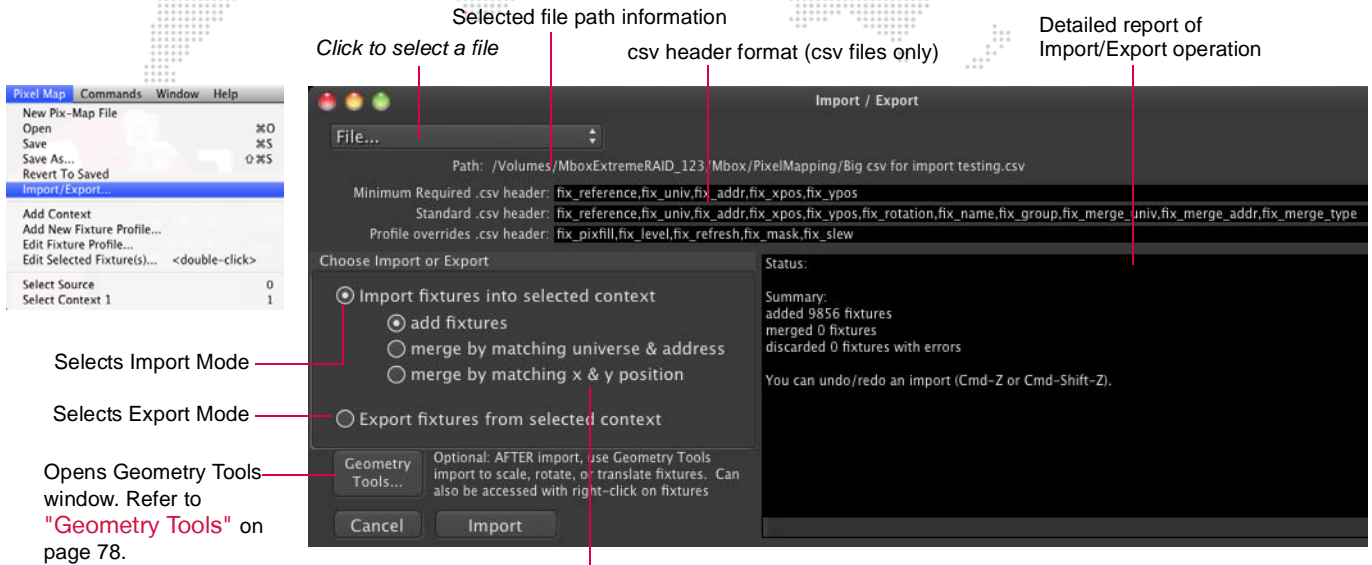 Selected file path information
Click to select a file
csv header format (csv files only)
Detailed report of
Import/Export operation
Pixel Map Commands Window Help
New Pix-Map File
Open ⌘O
Save ⌘S
Save As... ⇧⌘S
Revert To Saved
Import/Export...
Add Context
Add New Fixture Profile...
Edit Fixture Profile...
Edit Selected Fixture(s)... <double-click>
Select Source 0
Select Context 1 1
Import / Export
File...
Path: /Volumes/MboxExtremeRAID_123/Mbox/PixelMapping/Big csv for import testing.csv
Minimum Required .csv header: fix_reference,fix_univ,fix_addr,fix_xpos,fix_ypos
Standard .csv header: fix_reference,fix_univ,fix_addr,fix_xpos,fix_ypos,fix_rotation,fix_name,fix_group,fix_merge_univ,fix_merge_addr,fix_merge_type
Profile overrides .csv header: fix_pixfill,fix_level,fix_refresh,fix_mask,fix_slew
Choose Import or Export
Import fixtures into selected context
add fixtures
merge by matching universe & address
merge by matching x & y position
Export fixtures from selected context
Geometry
Tools...
Optional: AFTER import, use Geometry Tools
import to scale, rotate, or translate fixtures. Can
also be accessed with right-click on fixtures
Cancel Import
Status:
Summary:
added 9856 fixtures
merged 0 fixtures
discarded 0 fixtures with errors
You can undo/redo an import (Cmd-Z or Cmd-Shift-Z).
Selects Import Mode
Selects Export Mode
Opens Geometry Tools
window. Refer to
"Geometry Tools" on
page 78.